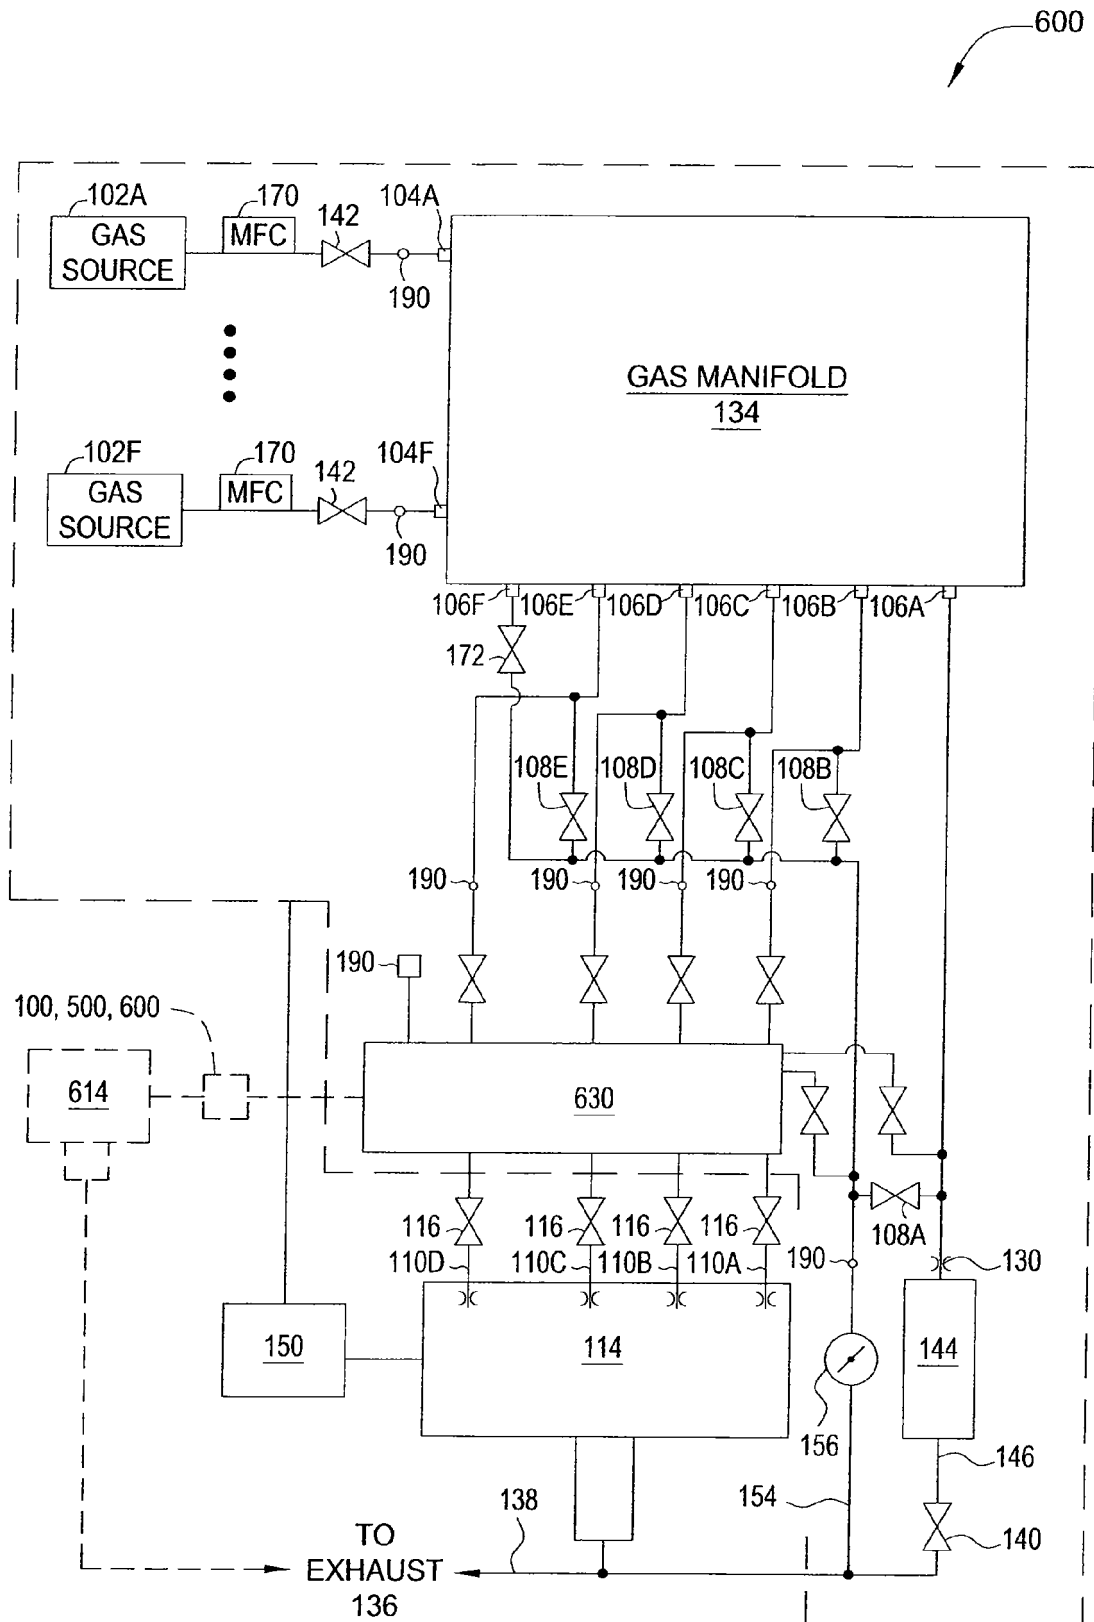 600
102A 170 104A
142
GAS MFC
SOURCE
190
GAS MANIFOLD
134
102F 170 104F
142
GAS MFC
SOURCE
190
106F 106E 106D 106C 106B 106A
172
108E 108D 108C 108B
190 190 190 190
190
100, 500, 600
614
630
116 116 116 116
108A
110D 110C 110B 110A
190 130
150
114
144
156
146
154
138
140
TO
EXHAUST
136